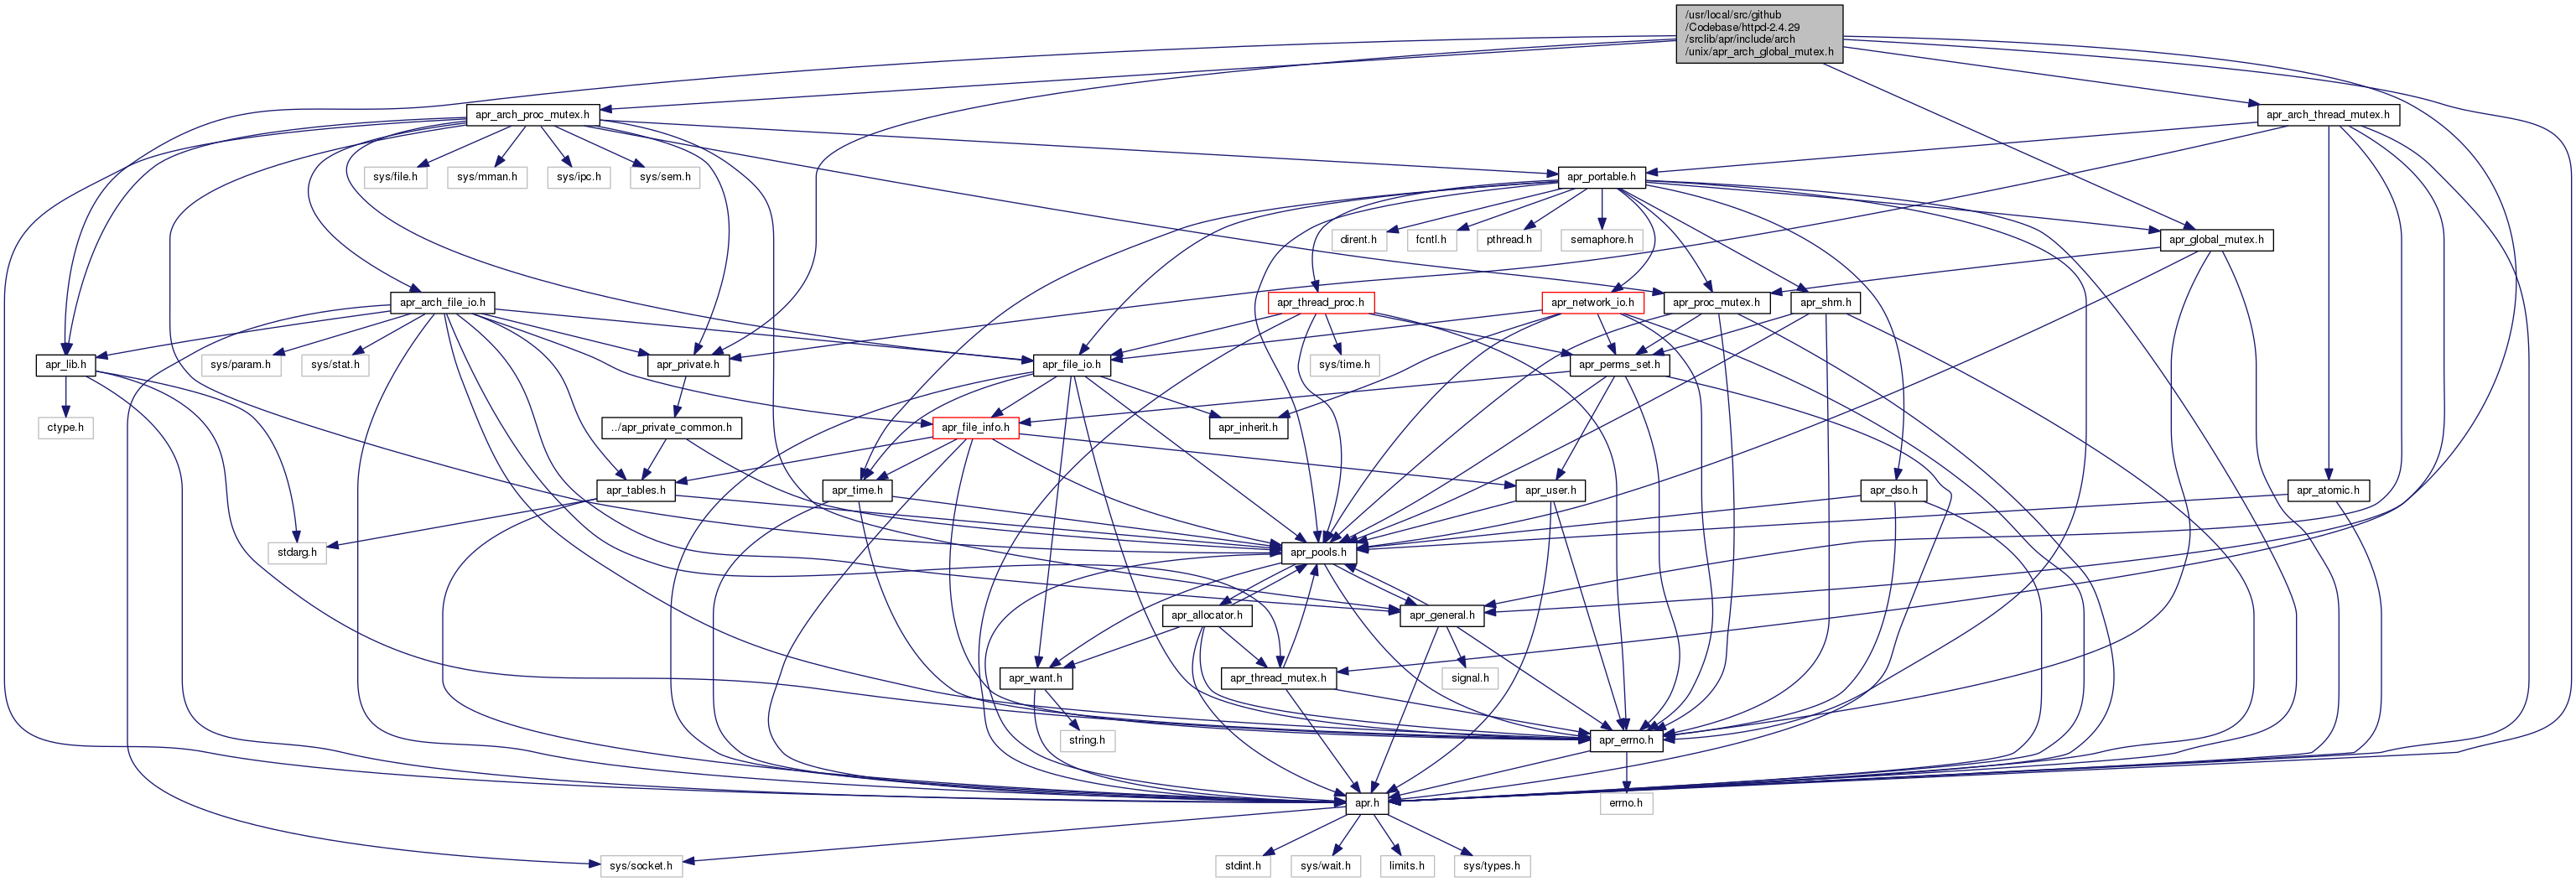 /usr/local/src/github
/Codebase/httpd-2.4.29
/srclib/apr/include/arch
/unix/apr_arch_global_mutex.h
apr_arch_proc_mutex.h
apr_arch_thread_mutex.h
sys/file.h
sys/mman.h
sys/ipc.h
sys/sem.h
apr_portable.h
dirent.h
fcntl.h
pthread.h
semaphore.h
apr_global_mutex.h
apr_arch_file_io.h
apr_thread_proc.h
apr_network_io.h
apr_proc_mutex.h
apr_shm.h
apr_lib.h
sys/param.h
sys/stat.h
apr_private.h
apr_file_io.h
sys/time.h
apr_perms_set.h
ctype.h
../apr_private_common.h
apr_file_info.h
apr_inherit.h
apr_tables.h
apr_time.h
apr_user.h
apr_dso.h
apr_atomic.h
stdarg.h
apr_pools.h
apr_allocator.h
apr_general.h
apr_want.h
apr_thread_mutex.h
signal.h
string.h
apr_errno.h
apr.h
errno.h
sys/socket.h
stdint.h
sys/wait.h
limits.h
sys/types.h